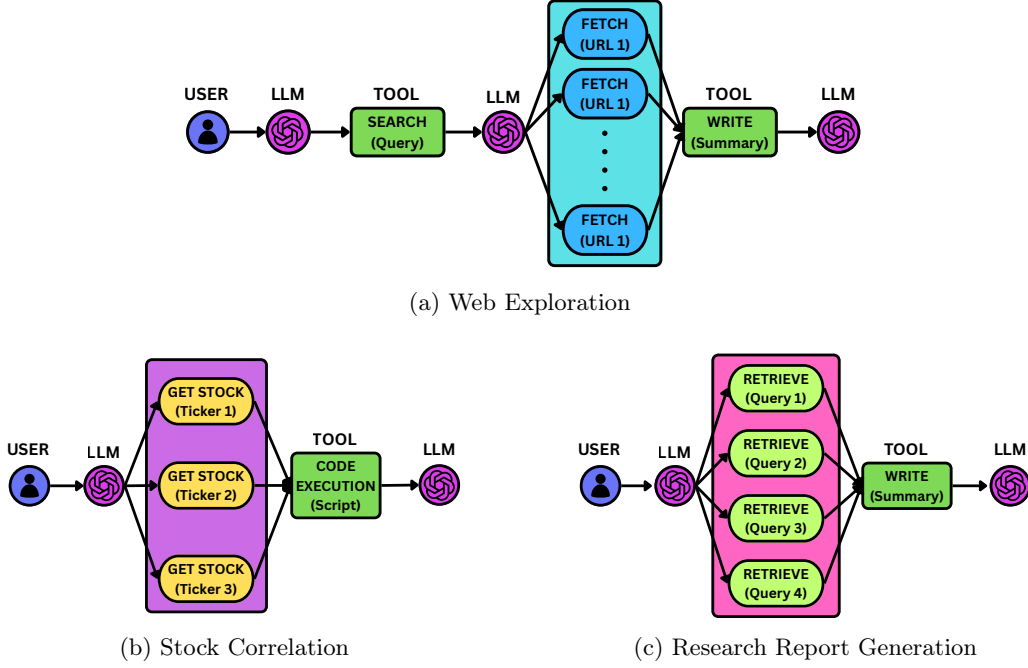 FETCH
(URL 1)
FETCH
(URL 1)
USER
LLM
TOOL
LLM
TOOL
LLM
SEARCH
(Query)
WRITE
(Summary)
FETCH
(URL 1)
(a) Web Exploration
GET STOCK
(Ticker 1)
USER
LLM
TOOL
LLM
GET STOCK
(Ticker 2)
CODE
EXECUTION
(Script)
GET STOCK
(Ticker 3)
(b) Stock Correlation
RETRIEVE
(Query 1)
USER
LLM
RETRIEVE
(Query 2)
TOOL
LLM
WRITE
(Summary)
RETRIEVE
(Query 3)
RETRIEVE
(Query 4)
(c) Research Report Generation